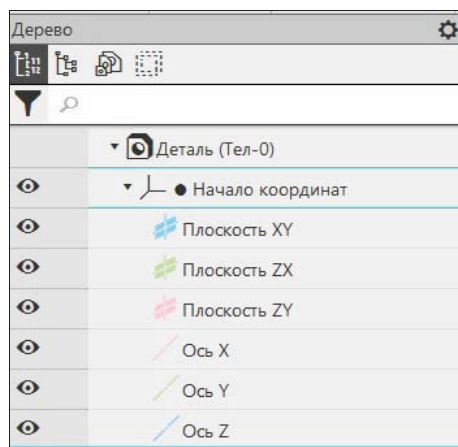 Дерево
Деталь (Тел-0)
Начало координат
Плоскость XY
Плоскость ZX
Плоскость ZY
Ось X
Ось Y
Ось Z